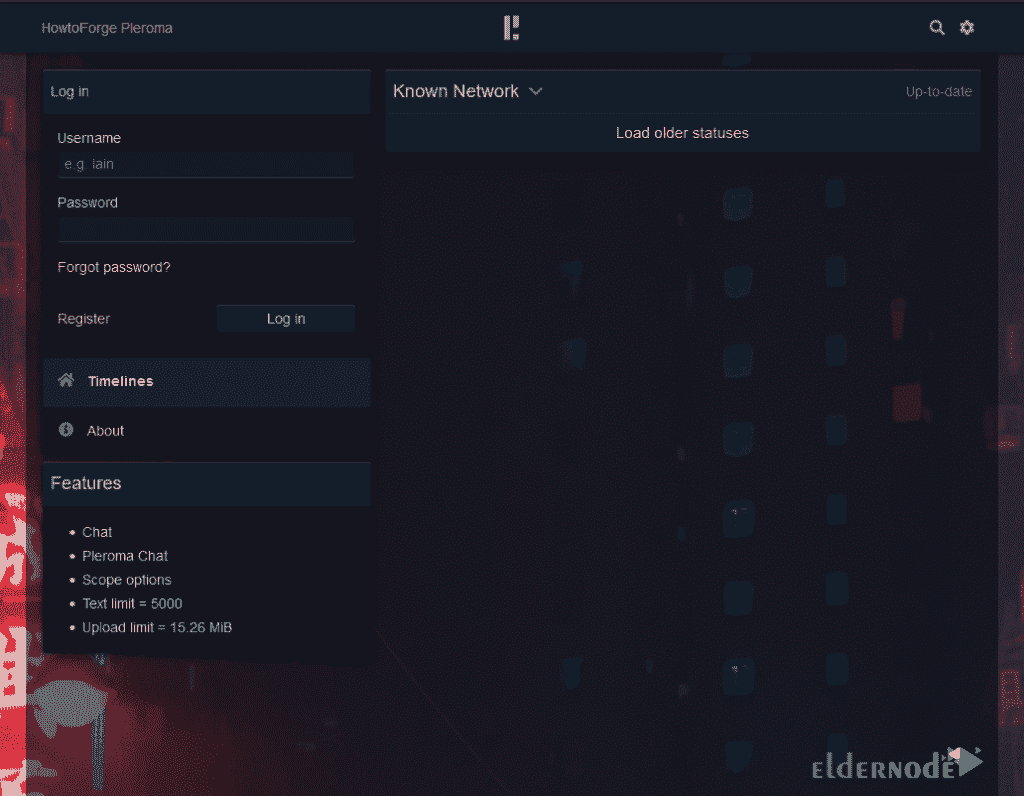 HowtoForge Pleroma
Log in
Username
e.g. lain
Password
Forgot password?
Register
Log in
Timelines
About
Features
Chat
Pleroma Chat
Scope options
Text limit = 5000
Upload limit = 15.26 MiB
Known Network
Up-to-date
Load older statuses
elderNode